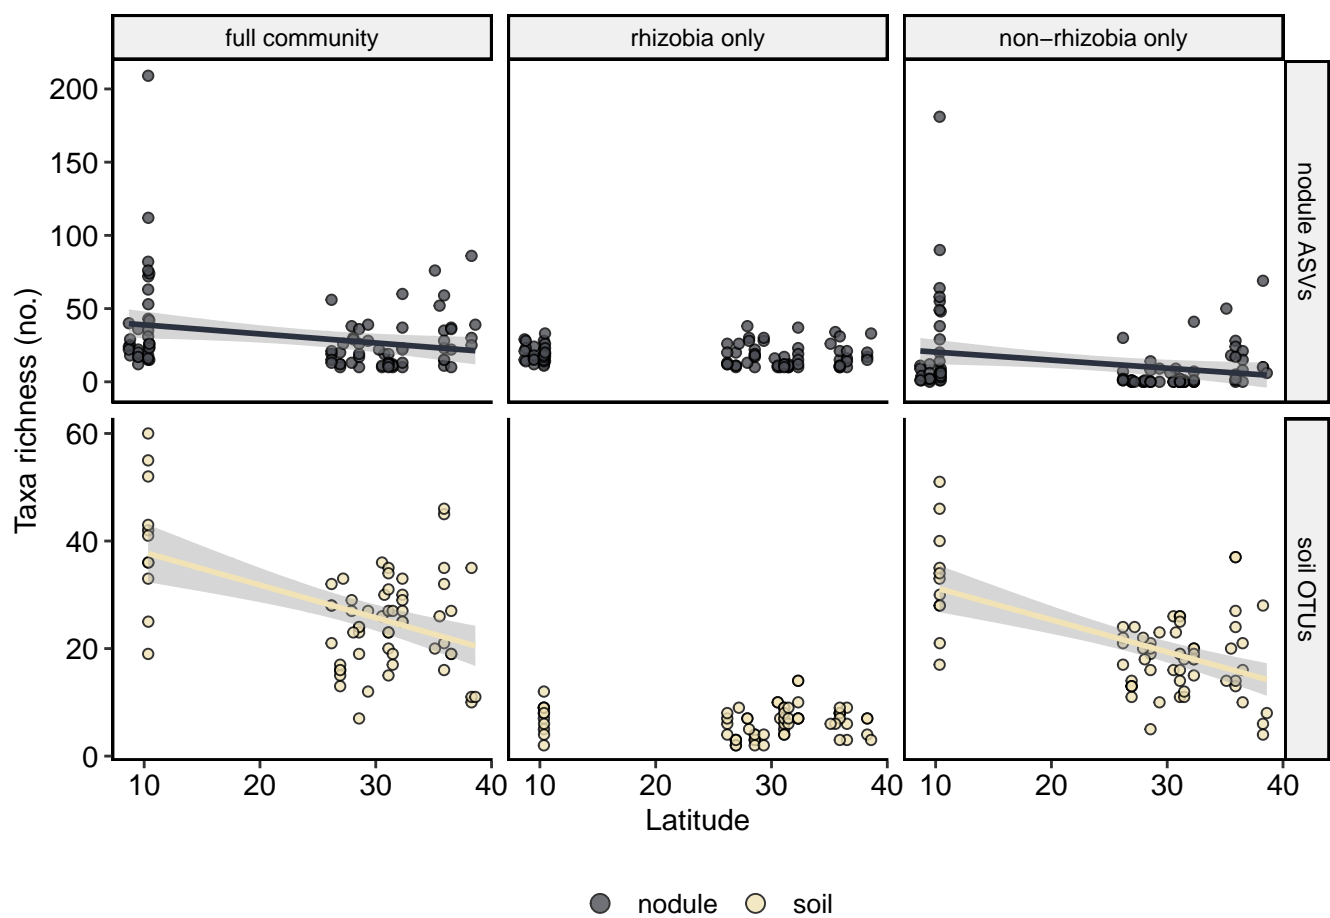 full community
rhizobia only
non−rhizobia only
200
150
100
50
0
nodule ASVs
Taxa richness (no.)
60
40
20
0
soil OTUs
10 20 30 40
10 20 30 40
10 20 30 40
Latitude
nodule soil